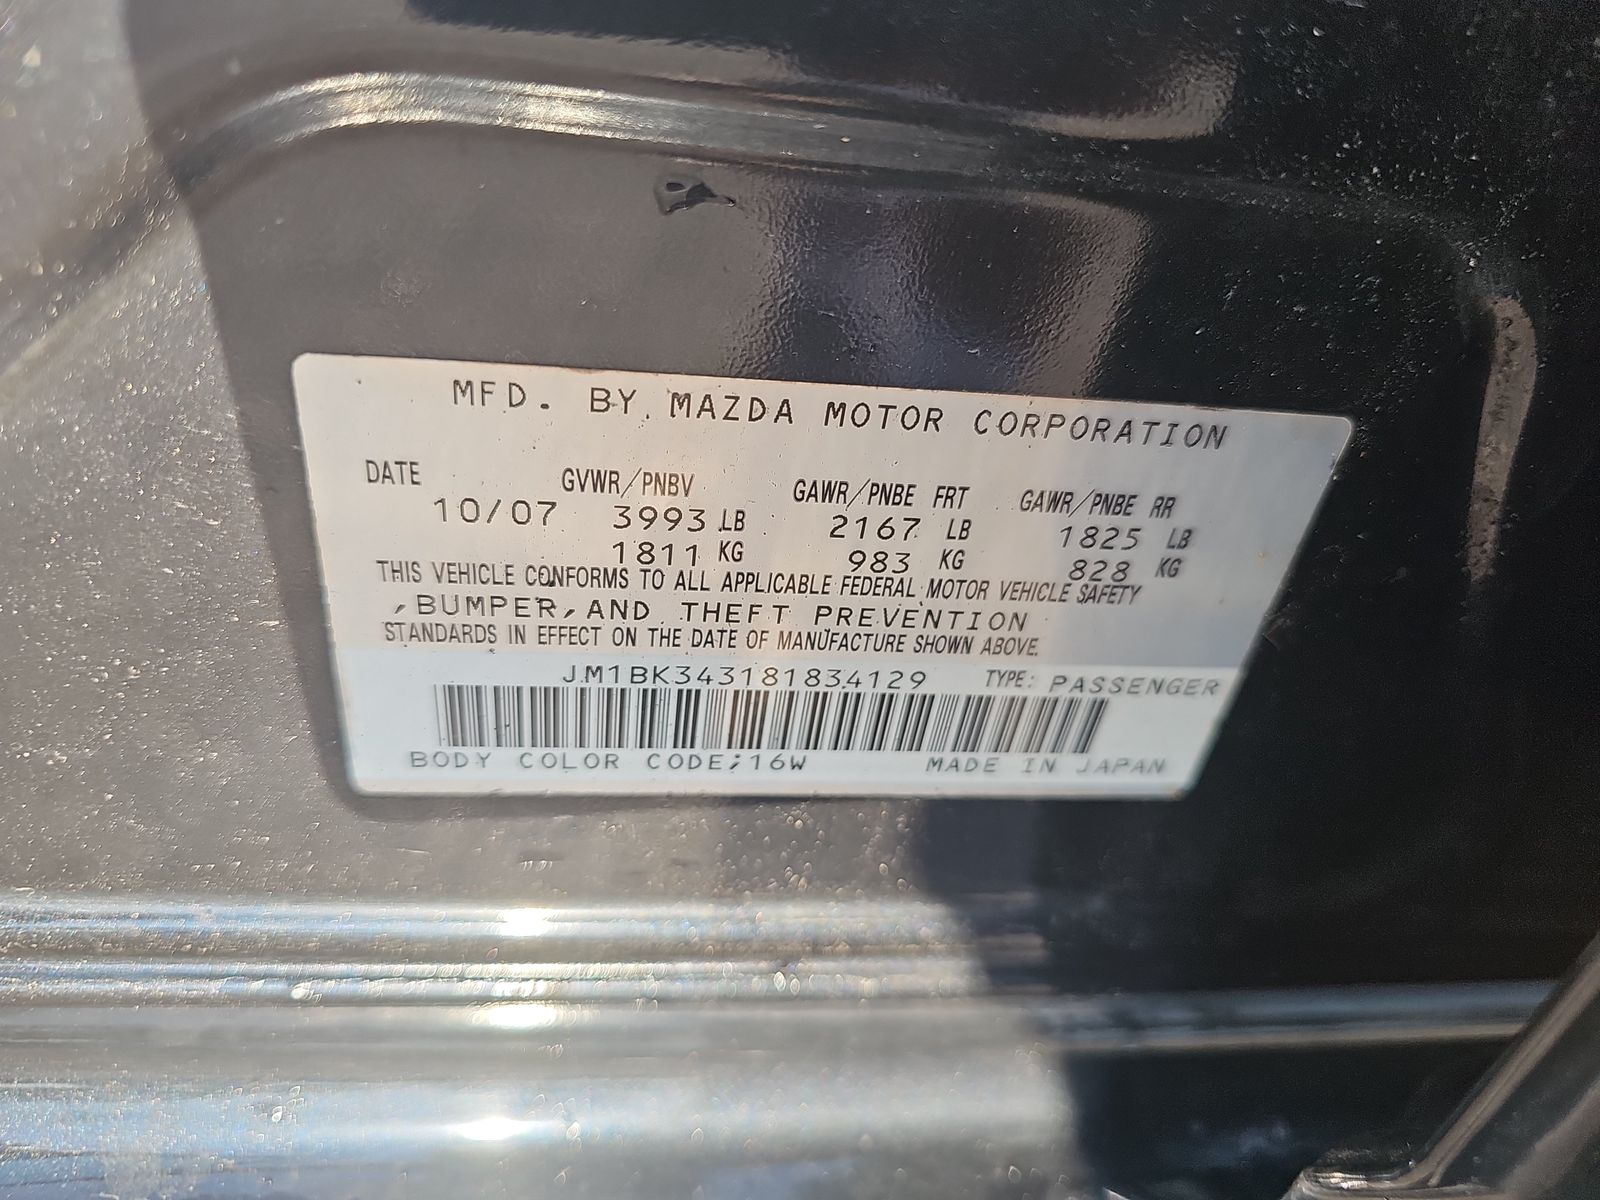 MFD. BY MAZDA MOTOR CORPORATION
DATE GVWR/PNBV GAWR/PNBE FRT GAWR/PNBE RR
10/07 3993 LB 2167 LB 1825 LB
1811 KG 983 KG 828 KG
THIS VEHICLE CONFORMS TO ALL APPLICABLE FEDERAL MOTOR VEHICLE SAFETY
,BUMPER,AND THEFT PREVENTION
STANDARDS IN EFFECT ON THE DATE OF MANUFACTURE SHOWN ABOVE.
JM1BK343181834129 TYPE: PASSENGER
BODY COLOR CODE;16W MADE IN JAPAN